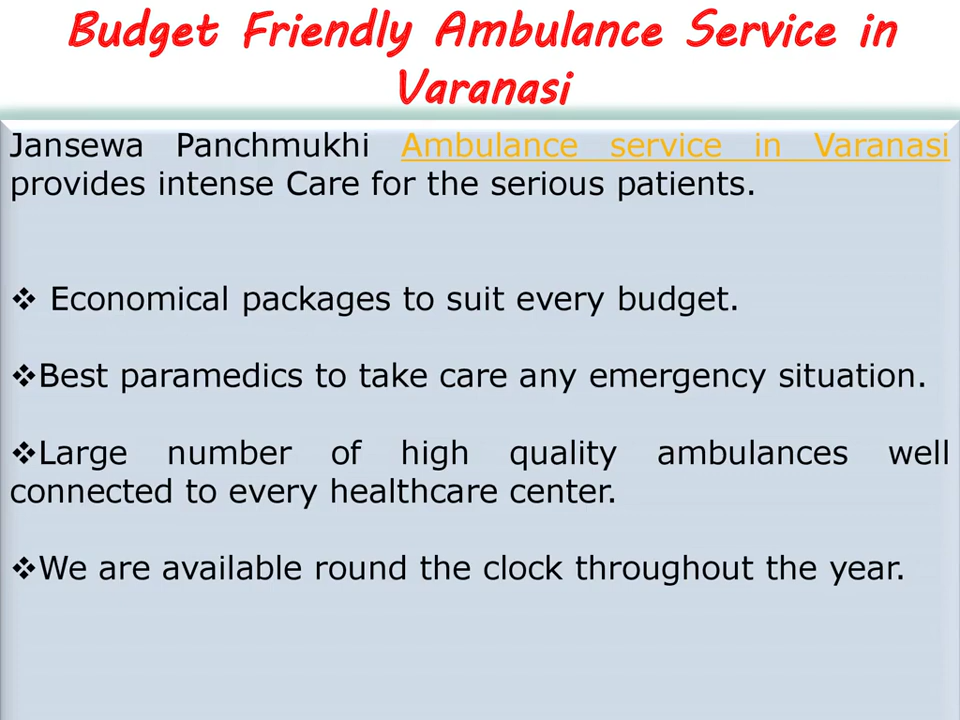 Budget Friendly Ambulance Service in
Varanasi
Jansewa Panchmukhi Ambulance service in Varanasi
provides intense Care for the serious patients.
❖ Economical packages to suit every budget.
❖Best paramedics to take care any emergency situation.
❖Large number of high quality ambulances well
connected to every healthcare center.
❖We are available round the clock throughout the year.